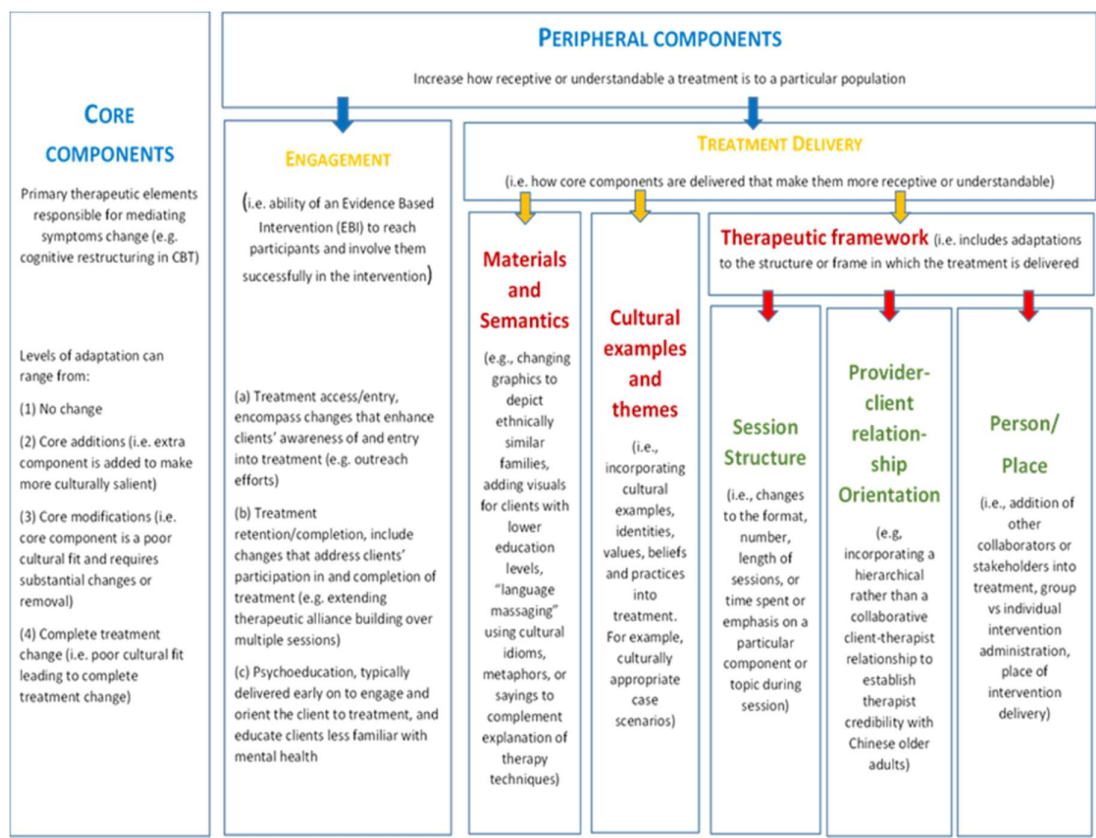 CORE
COMPONENTS
Primary therapeutic elements
responsible for mediating
symptoms change (e.g.
cognitive restructuring in CBT)
Levels of adaptation can
range from:
(1) No change
(2) Core additions (i.e. extra
component is added to make
more culturally salient)
(3) Core modifications (i.e.
core component is a poor
cultural fit and requires
substantial changes or
removal)
(4) Complete treatment
change (i.e. poor cultural fit
leading to complete
treatment change)
PERIPHERAL COMPONENTS
Increase how receptive or understandable a treatment is to a particular population
ENGAGEMENT
(i.e. ability of an Evidence Based
Intervention (EBI) to reach
participants and involve them
successfully in the intervention)
(a) Treatment access/entry,
encompass changes that enhance
clients' awareness of and entry
into treatment (e.g. outreach
efforts)
(b) Treatment
retention/completion, include
changes that address clients'
participation in and completion of
treatment (e.g. extending
therapeutic alliance building over
multiple sessions)
(c) Psychoeducation, typically
delivered early on to engage and
orient the client to treatment, and
educate clients less familiar with
mental health
TREATMENT DELIVERY
(i.e. how core components are delivered that make them more receptive or understandable)
Materials
and
Semantics
(e.g., changing
graphics to
depict
ethnically
similar
families,
adding visuals
for clients with
lower
education
levels,
"language
massaging"
using cultural
idioms,
metaphors, or
sayings to
complement
explanation of
therapy
techniques)
Cultural
examples
and
themes
(i.e.,
incorporating
cultural
examples,
identities,
values, beliefs
and practices
into
treatment.
For example,
culturally
appropriate
case
scenarios)
Therapeutic framework (i.e. includes adaptations
to the structure or frame in which the treatment is delivered
Session
Structure
(i.e., changes
to the format,
number,
length of
sessions, or
time spent or
emphasis on a
particular
component or
topic during
session)
Provider-
client
relation-
ship
Orientation
(e.g,
incorporating a
hierarchical
rather than a
collaborative
client-therapist
relationship to
establish
therapist
credibility with
Chinese older
adults)
Person/
Place
(i.e., addition of
other
collaborators or
stakeholders into
treatment, group
vs individual
intervention
administration,
place of
intervention
delivery)